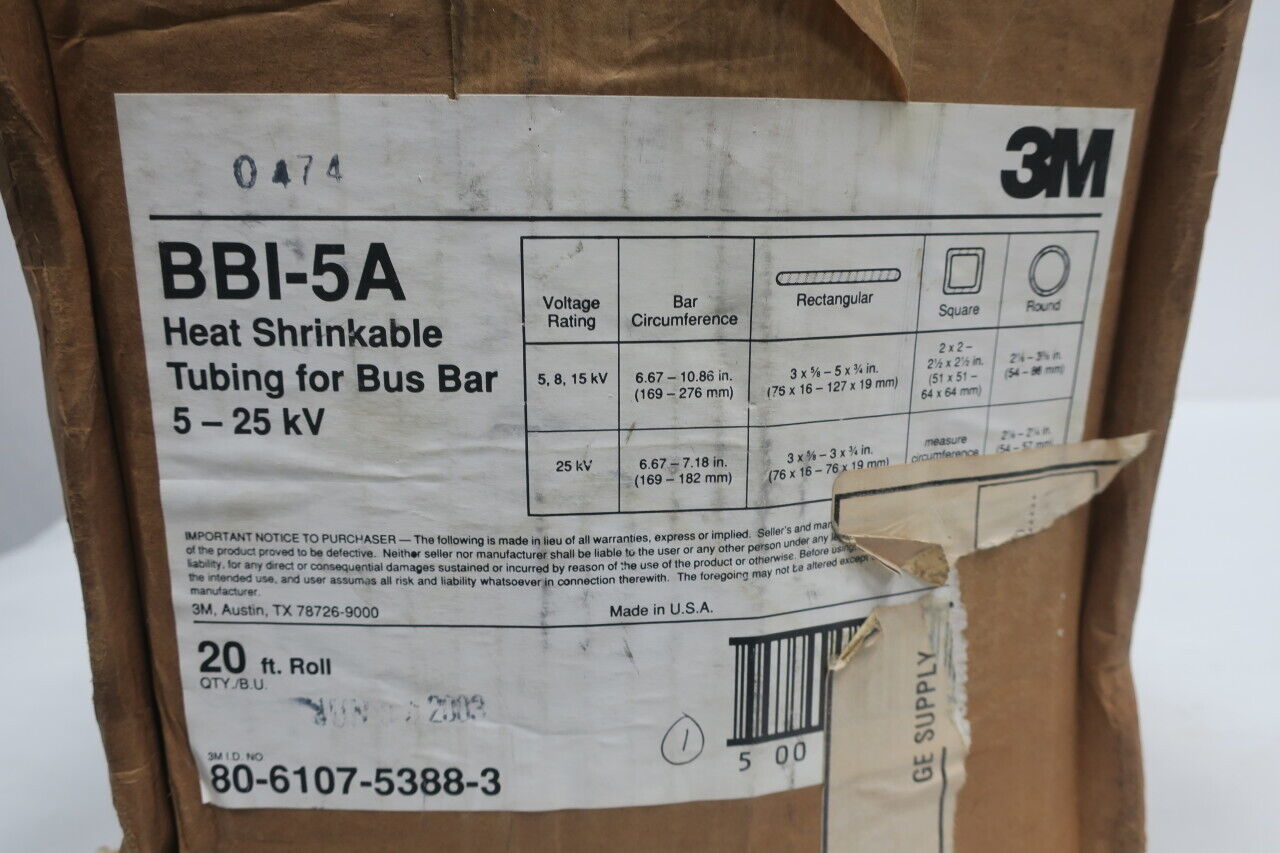 0474
3M
BBI-5A
Heat Shrinkable
Tubing for Bus Bar
5 – 25 kV
Voltage Rating
Bar Circumference
Rectangular
Square
Round
5, 8, 15 kV
6.67 – 10.86 in.
(169 – 276 mm)
3 x ⅝ – 5 x ¾ in.
(75 x 16 – 127 x 19 mm)
2 x 2 –
2½ x 2½ in.
(51 x 51 –
64 x 64 mm)
in.
(54 – mm)
25 kV
6.67 – 7.18 in.
(169 – 182 mm)
3 x ⅝ – 3 x ¾ in.
(76 x 16 – 76 x 19 mm)
measure
circumference
in.
(54 – 57 mm)
IMPORTANT NOTICE TO PURCHASER — The following is made in lieu of all warranties, express or implied. Seller's and
of the product proved to be defective. Neither seller nor manufacturer shall be liable to the user or any other person under any
liability, for any direct or consequential damages sustained or incurred by reason of the use of the product or otherwise. Before
the intended use, and user assumes all risk and liability whatsoever in connection therewith. The foregoing may not be altered except
manufacturer.
3M, Austin, TX 78726-9000
Made in U.S.A.
20 ft. Roll
QTY./B.U.
2003
1
5 00
GE SUPPLY
3M I.D. NO.
80-6107-5388-3